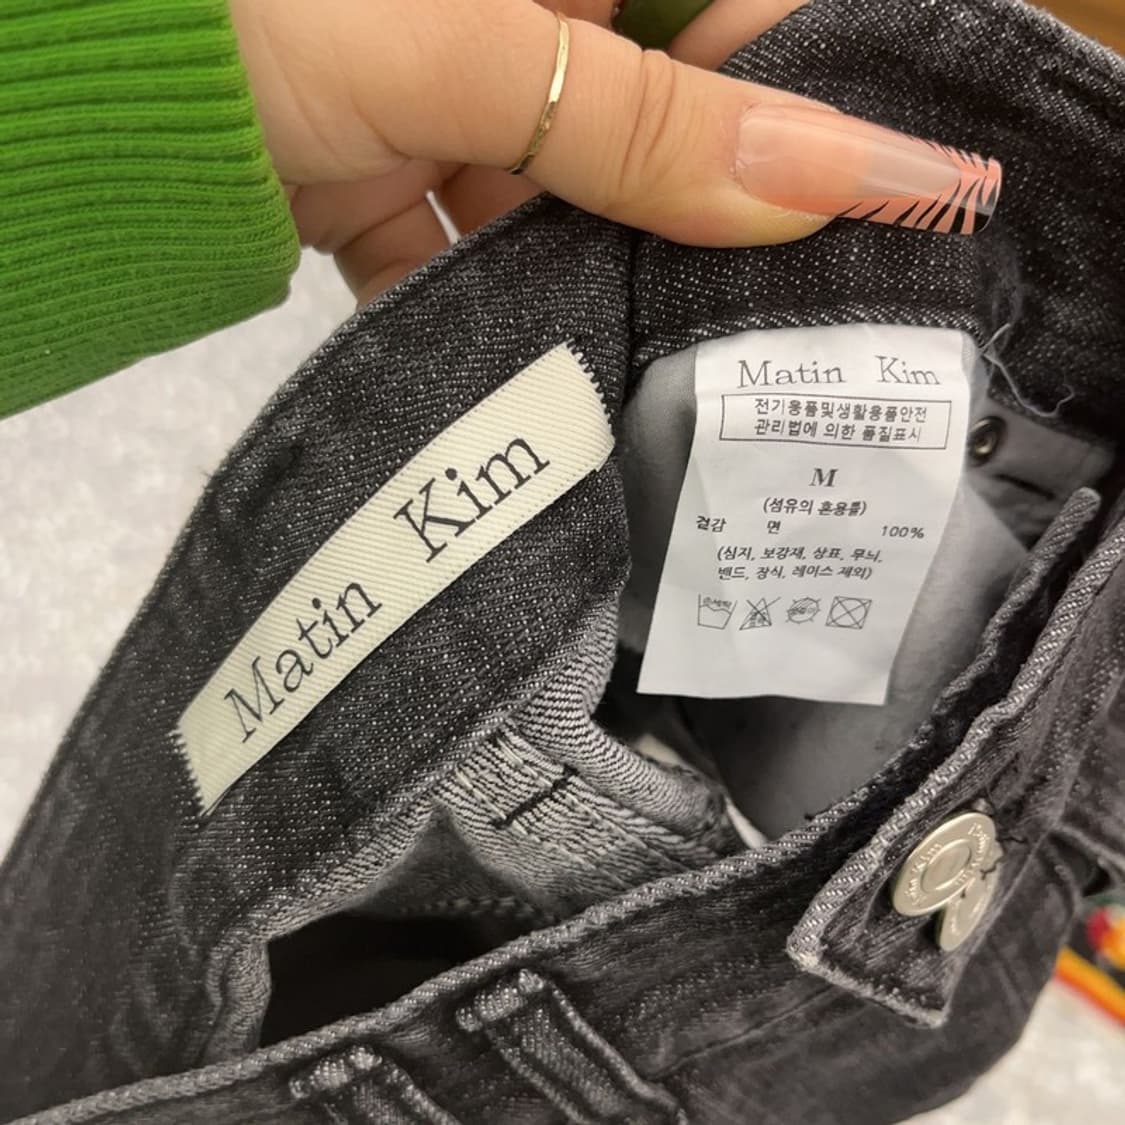 Matin Kim
Matin Kim
전기용품및생활용품안전
관리법에 의한 품질표시
M
(섬유의 혼용률)
겉감 면 100%
(심지, 보강재, 상표, 무늬,
밴드, 장식, 레이스 제외)